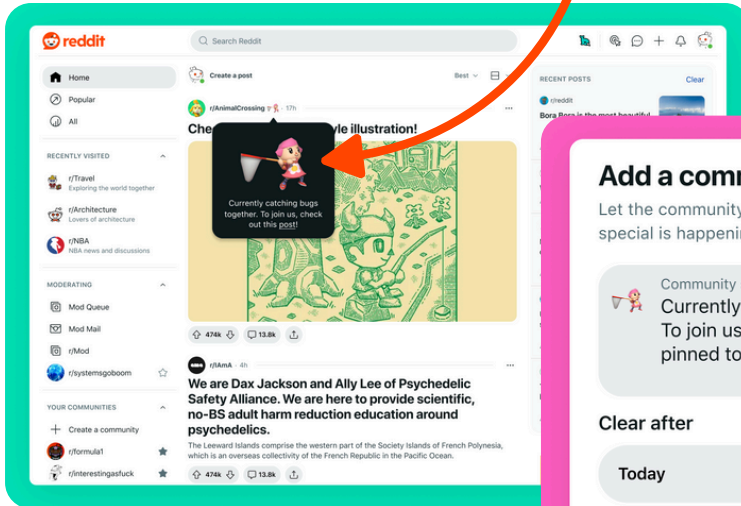 reddit
Search Reddit
Home
Popular
All
RECENTLY VISITED
r/Travel
Exploring the world together
r/Architecture
Lovers of architecture
r/NBA
NBA news and discussions
MODERATING
Mod Queue
Mod Mail
r/Mod
r/systemsgoboom
YOUR COMMUNITIES
Create a community
r/formula1
r/interestingasfuck
Create a post
Best
r/AnimalCrossing · 17h
Che yle illustration!
Currently catching bugs
together. To join us, check
out this post!
474k 13.8k
r/IAmA · 4h
We are Dax Jackson and Ally Lee of Psychedelic
Safety Alliance. We are here to provide scientific,
no-BS adult harm reduction education around
psychedelics.
The Leeward Islands comprise the western part of the Society Islands of French Polynesia,
which is an overseas collectivity of the French Republic in the Pacific Ocean.
474k 13.8k
RECENT POSTS Clear
r/reddit
Bora Bora is the most beautiful
Add a comm
Let the community
special is happenin
Community
Currently
To join us
pinned to
Clear after
Today